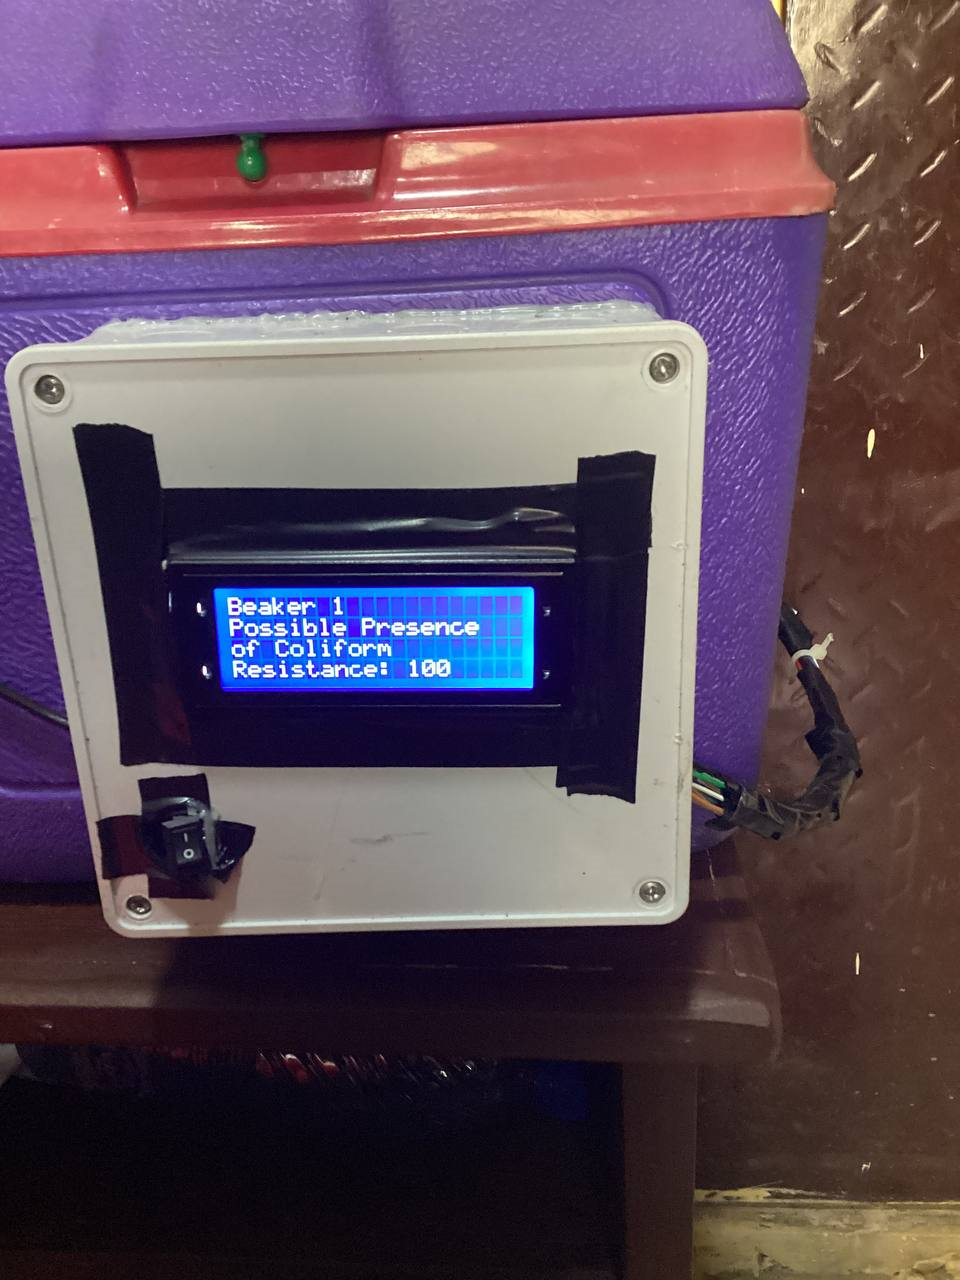 Beaker 1
Possible Presence
of Coliform
Resistance: 100